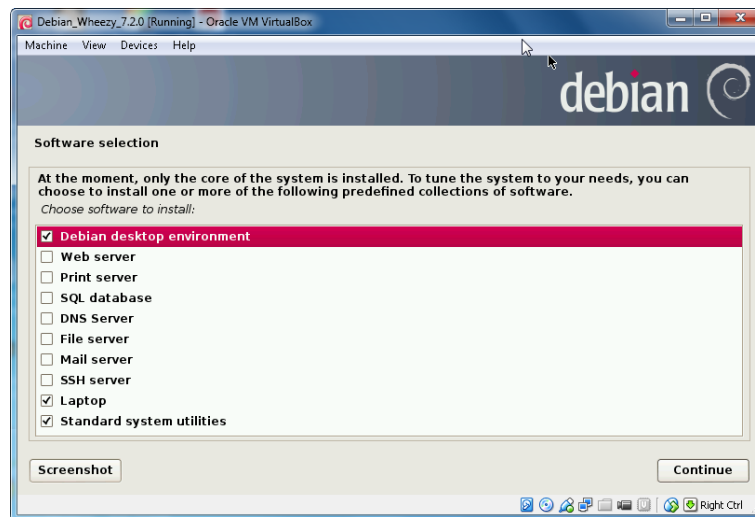 Debian_Wheezy_7.2.0 [Running] - Oracle VM VirtualBox
Machine View Devices Help
debian
Software selection
At the moment, only the core of the system is installed. To tune the system to your needs, you can
choose to install one or more of the following predefined collections of software.
Choose software to install:
Debian desktop environment
Web server
Print server
SQL database
DNS Server
File server
Mail server
SSH server
Laptop
Standard system utilities
Screenshot Continue
Right Ctrl